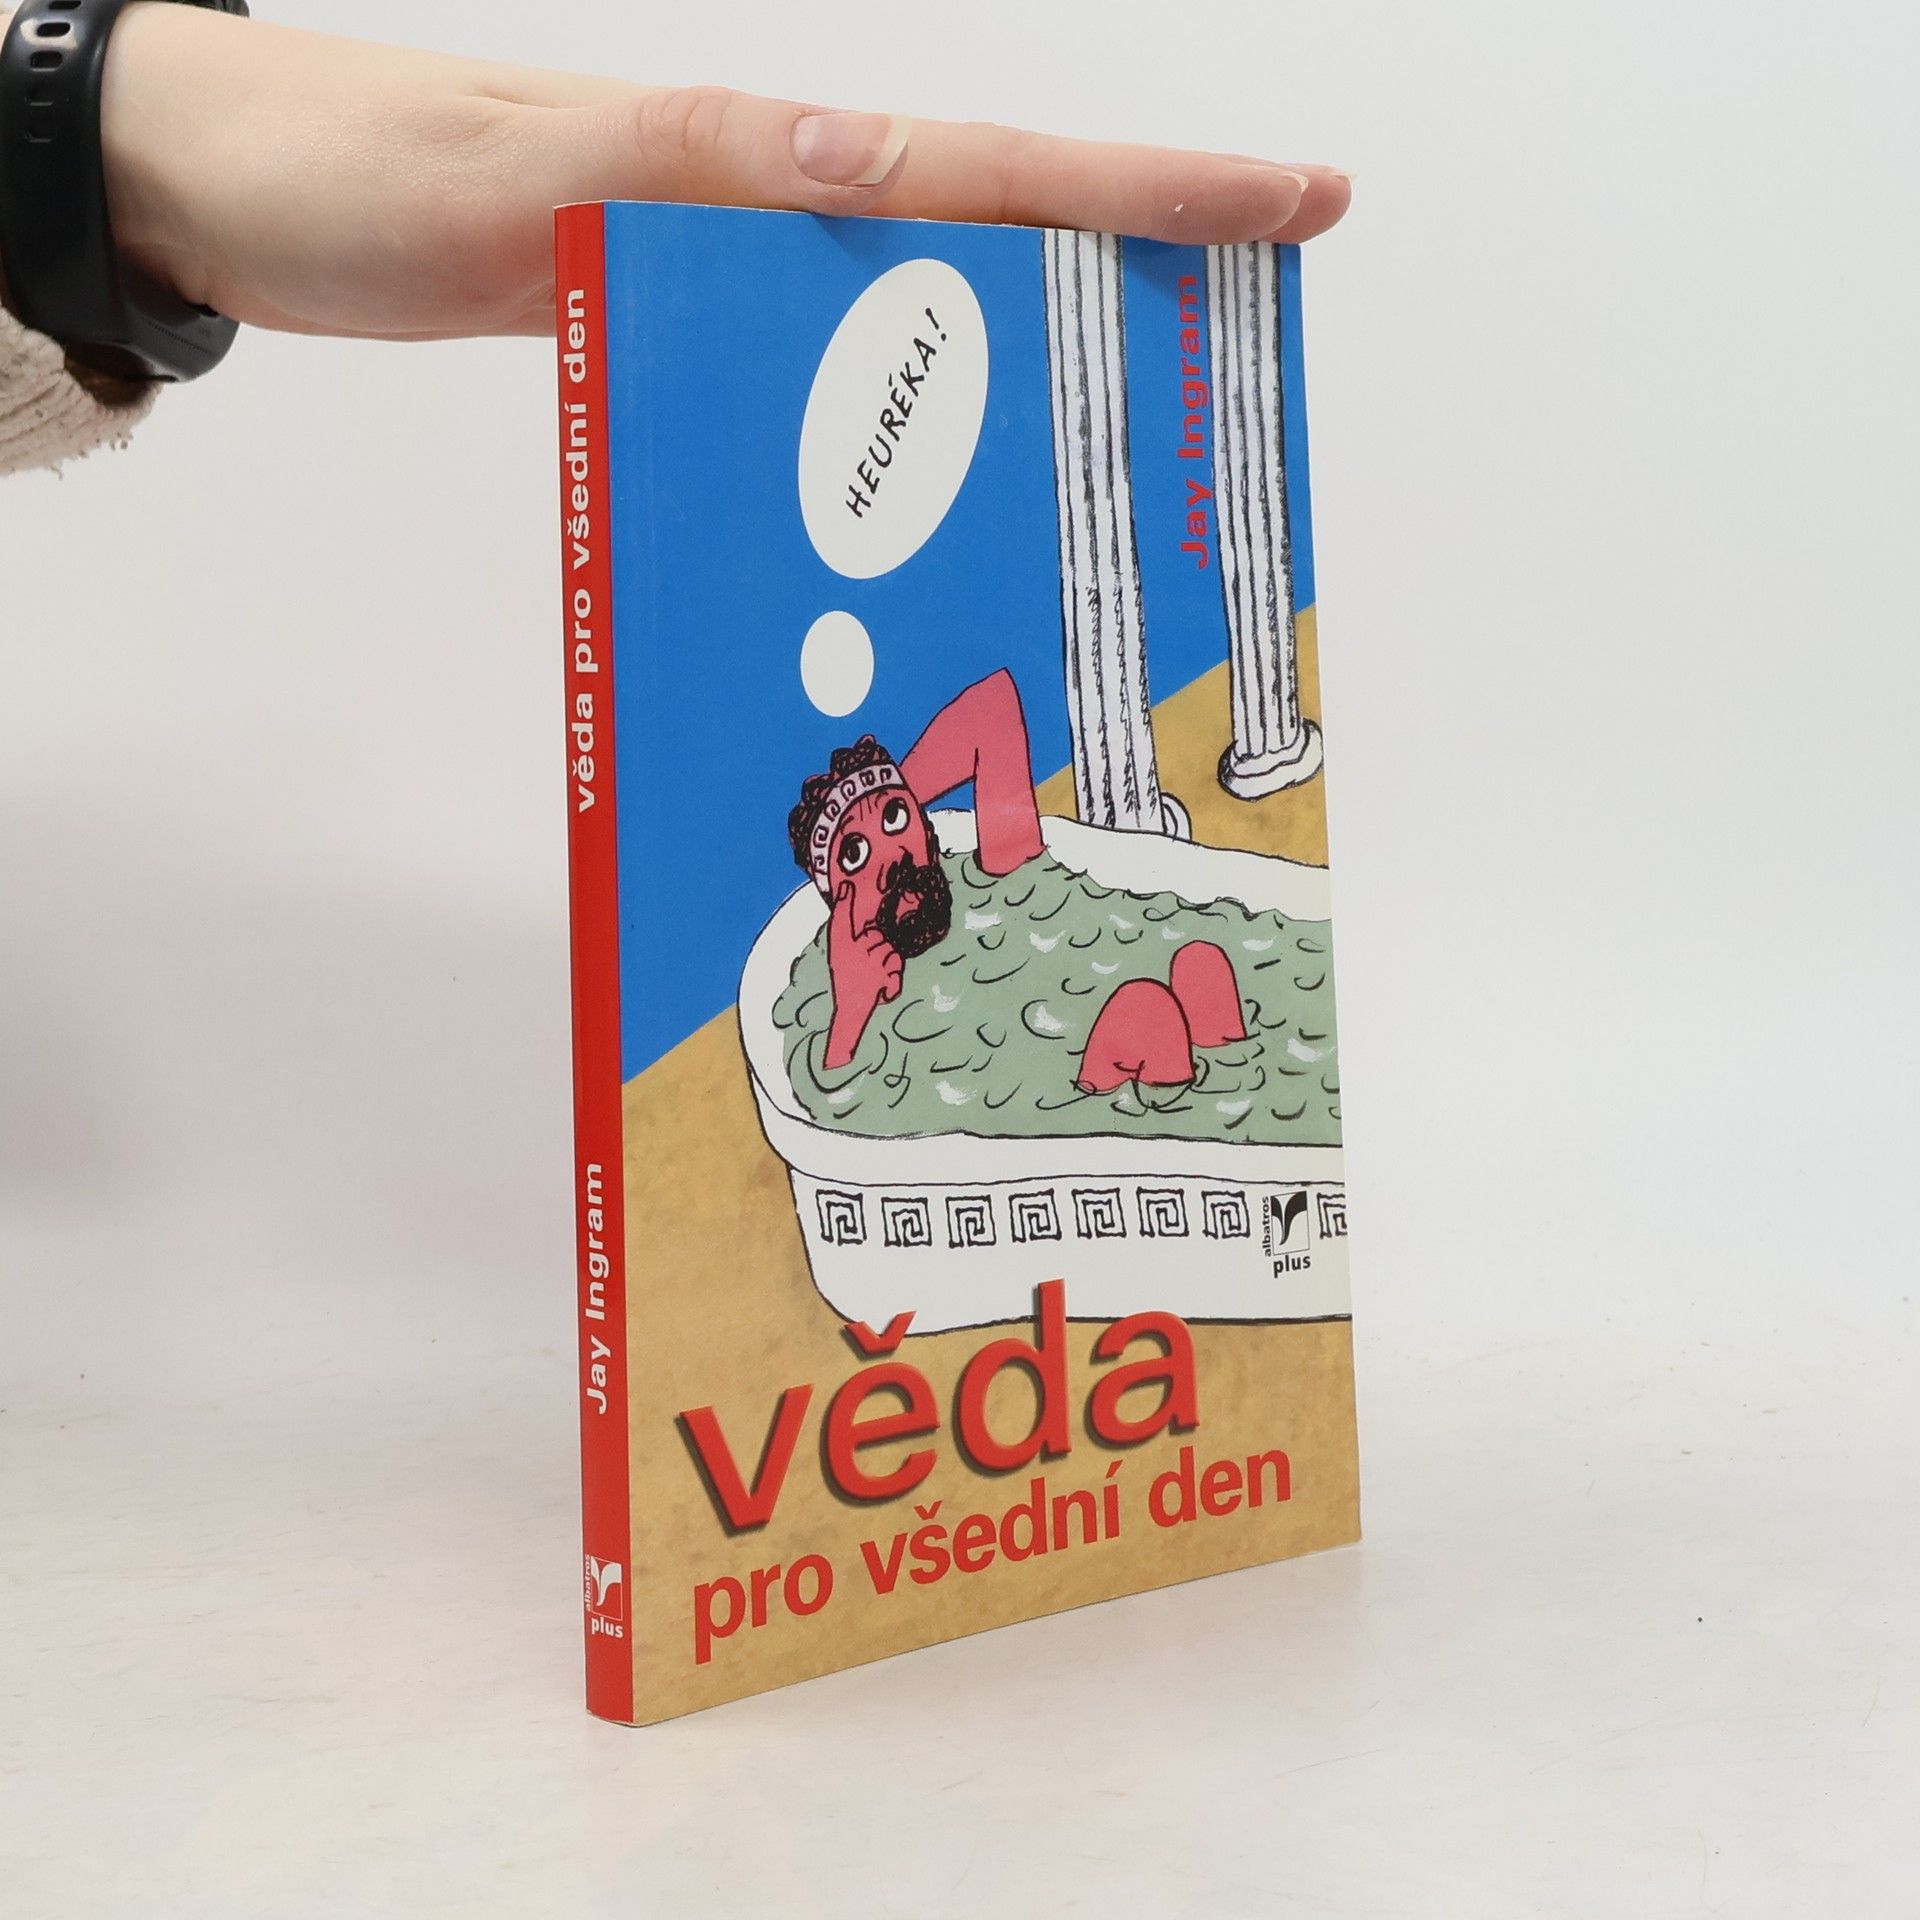 věda pro všední den
Jay Ingram
albatros
plus
HEURÉKA!
Jay Ingram
albatros
plus
věda
pro všední den